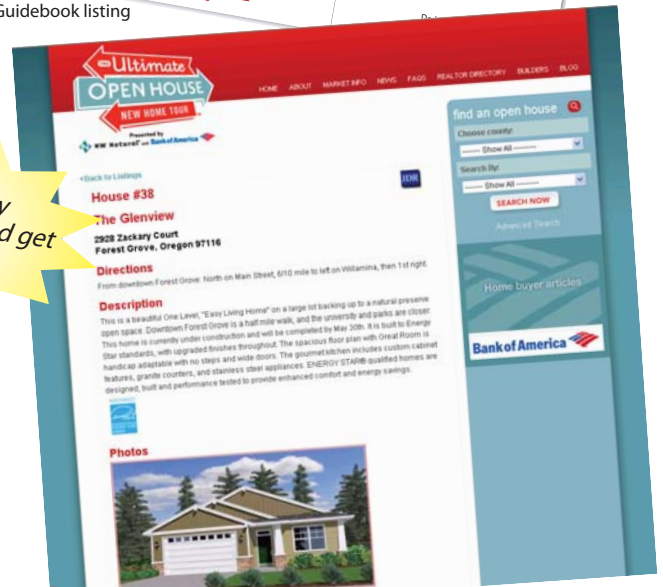 Guidebook listing
Ultimate
OPEN HOUSE
NEW HOME TOUR
Presented by
NW Natural and Bank of America
HOME ABOUT MARKET INFO NEWS FAQS REALTOR DIRECTORY BUILDERS BLOG
<Back to Listings
JDR
House #38
The Glenview
2928 Zackary Court
Forest Grove, Oregon 97116
Directions
From downtown Forest Grove: North on Main Street, 6/10 mile to left on Willamina, then 1st right.
Description
This is a beautiful One Level, "Easy Living Home" on a large lot backing up to a natural preserve
open space. Downtown Forest Grove is a half mile walk, and the university and parks are closer.
This home is currently under construction and will be completed by May 30th. It is built to Energy
Star standards, with upgraded finishes throughout. The spacious floor plan with Great Room is
handicap adaptable with no steps and wide doors. The gourmet kitchen includes custom cabinet
features, granite counters, and stainless steel appliances. ENERGY STAR® qualified homes are
designed, built and performance tested to provide enhanced comfort and energy savings.
Photos
find an open house
Choose county:
------ Show All --------
Search By:
------ Show All --------
SEARCH NOW
Advanced Search
Home buyer articles
Bank of America
d get